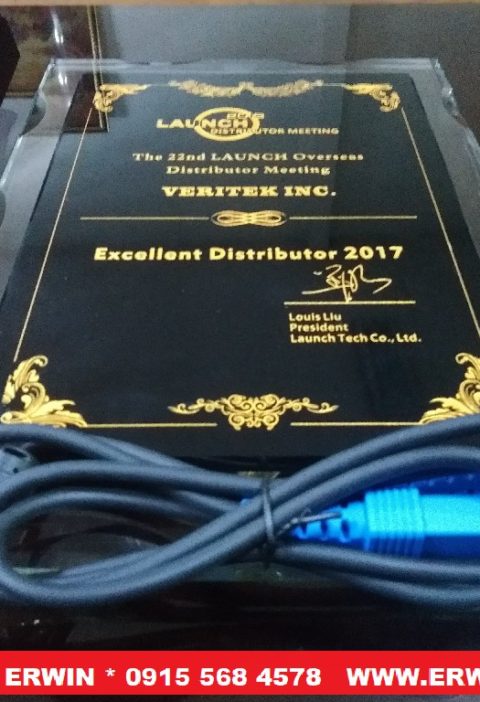 LAUNCH
DISTRIBUTOR MEETING
The 22nd LAUNCH Overseas
Distributor Meeting
VERITEK INC.
Excellent Distributor 2017
Louis Liu
President
Launch Tech Co., Ltd.
ERWIN * 0915 568 4578 WWW.ERW